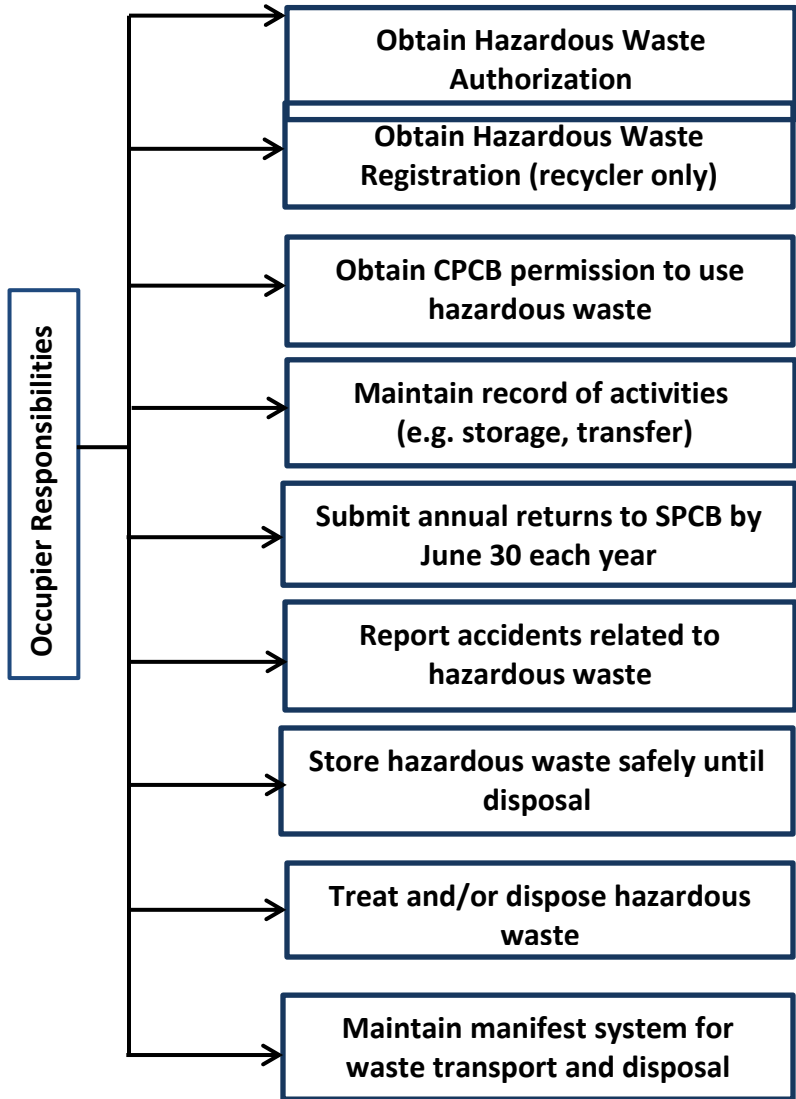 Occupier Responsibilities
Obtain Hazardous Waste
Authorization
Obtain Hazardous Waste
Registration (recycler only)
Obtain CPCB permission to use
hazardous waste
Maintain record of activities
(e.g. storage, transfer)
Submit annual returns to SPCB by
June 30 each year
Report accidents related to
hazardous waste
Store hazardous waste safely until
disposal
Treat and/or dispose hazardous
waste
Maintain manifest system for
waste transport and disposal